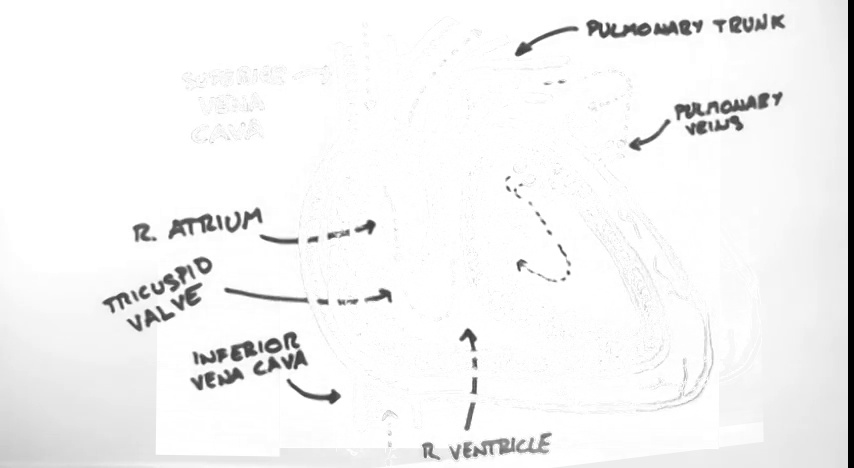 PULMONARY TRUNK
SUPERIOR
VENA
CAVA
PULMONARY
VEINS
R. ATRIUM
TRICUSPID
VALVE
INFERIOR
VENA CAVA
R VENTRICLE